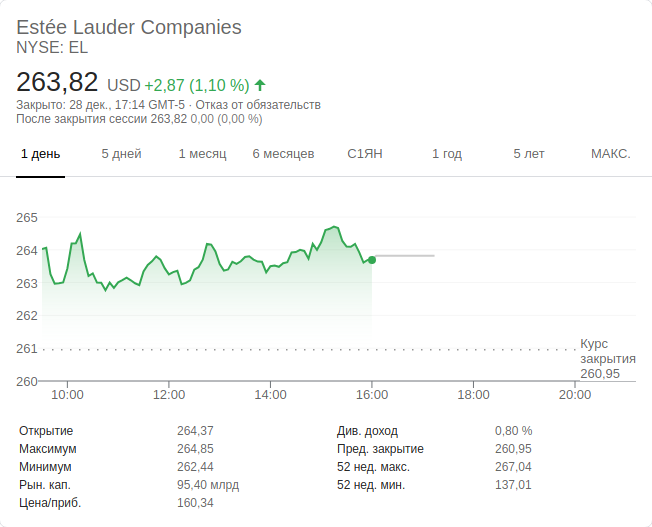 Estée Lauder Companies
NYSE: EL
263,82 USD +2,87 (1,10 %)
Закрыто: 28 дек., 17:14 GMT-5 · Отказ от обязательств
После закрытия сессии 263,82 0,00 (0,00 %)
1 день 5 дней 1 месяц 6 месяцев С1ЯН 1 год 5 лет МАКС.
265
264
263
262
261
260
Курс
закрытия
260,95
10:00 12:00 14:00 16:00 18:00 20:00
Открытие 264,37 Див. доход 0,80 %
Максимум 264,85 Пред. закрытие 260,95
Минимум 262,44 52 нед. макс. 267,04
Рын. кап. 95,40 млрд 52 нед. мин. 137,01
Цена/приб. 160,34